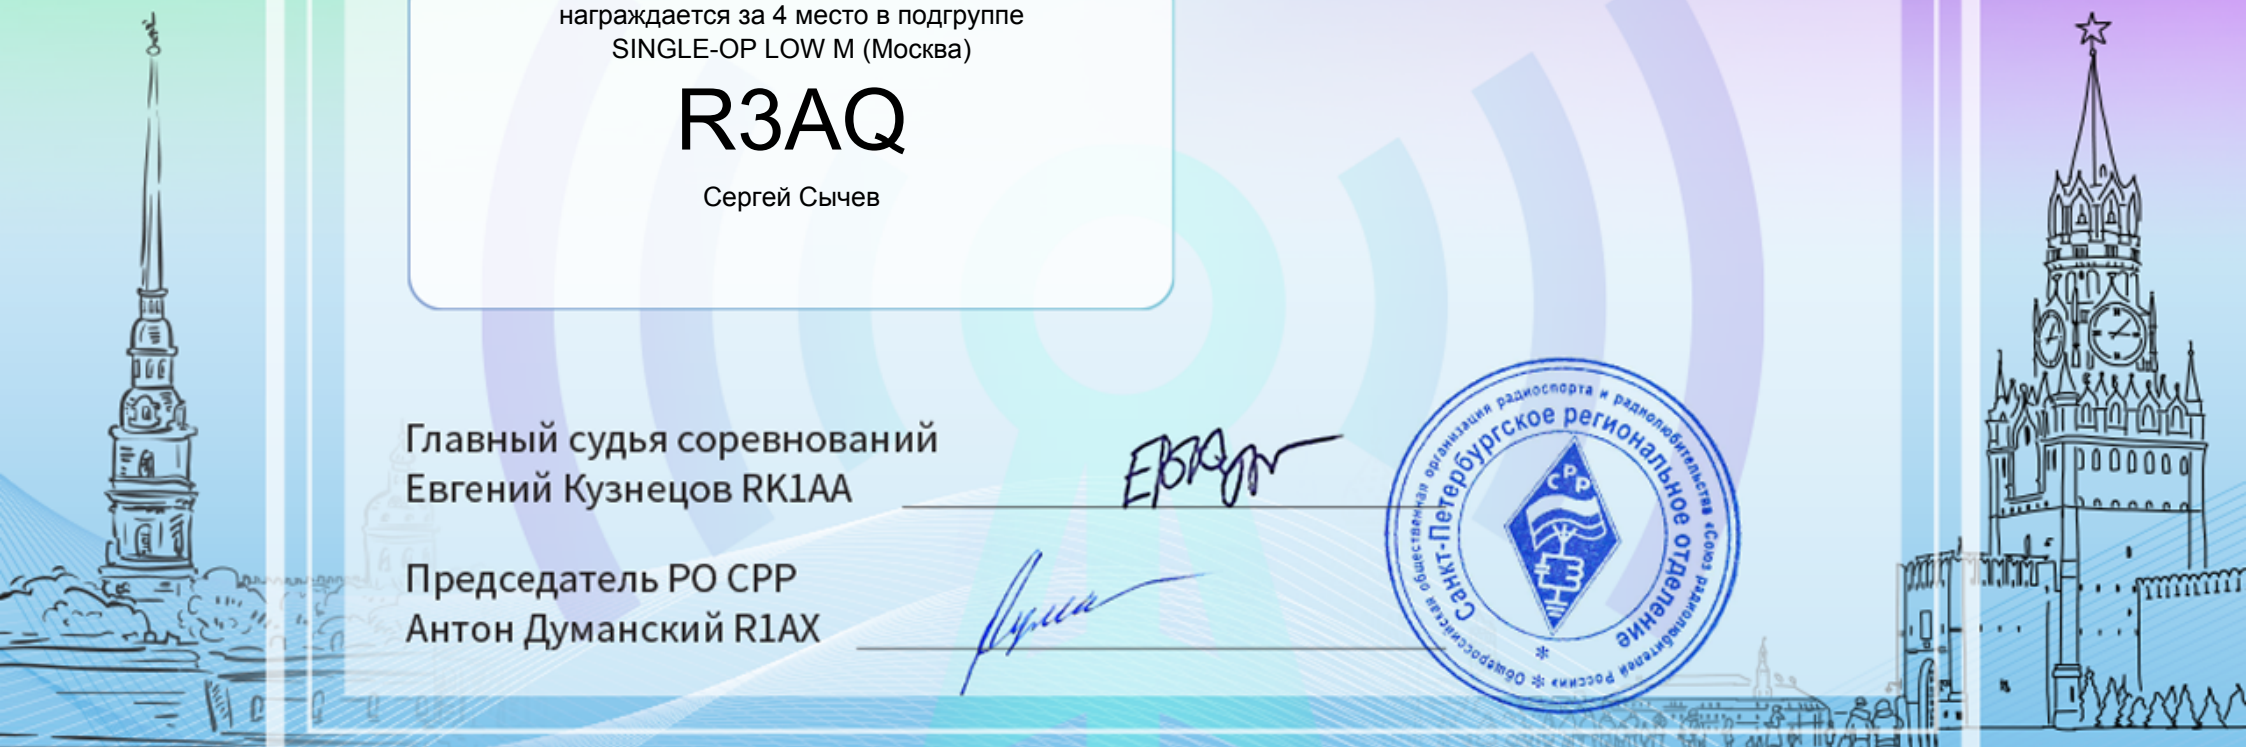 награждается за 4 место в подгруппе
SINGLE-OP LOW M (Москва)
R3AQ
Сергей Сычев
Главный судья соревнований
Евгений Кузнецов RK1AA
Председатель РО СРР
Антон Думанский R1AX
Общероссийская общественная организация радиоспорта и радиолюбительства «Союз радиолюбителей России»
Санкт-Петербургское региональное отделение
СРР